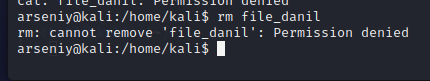 cat: file_danil: Permission denied
arseniy@kali:/home/kali$ rm file_danil
rm: cannot remove 'file_danil': Permission denied
arseniy@kali:/home/kali$